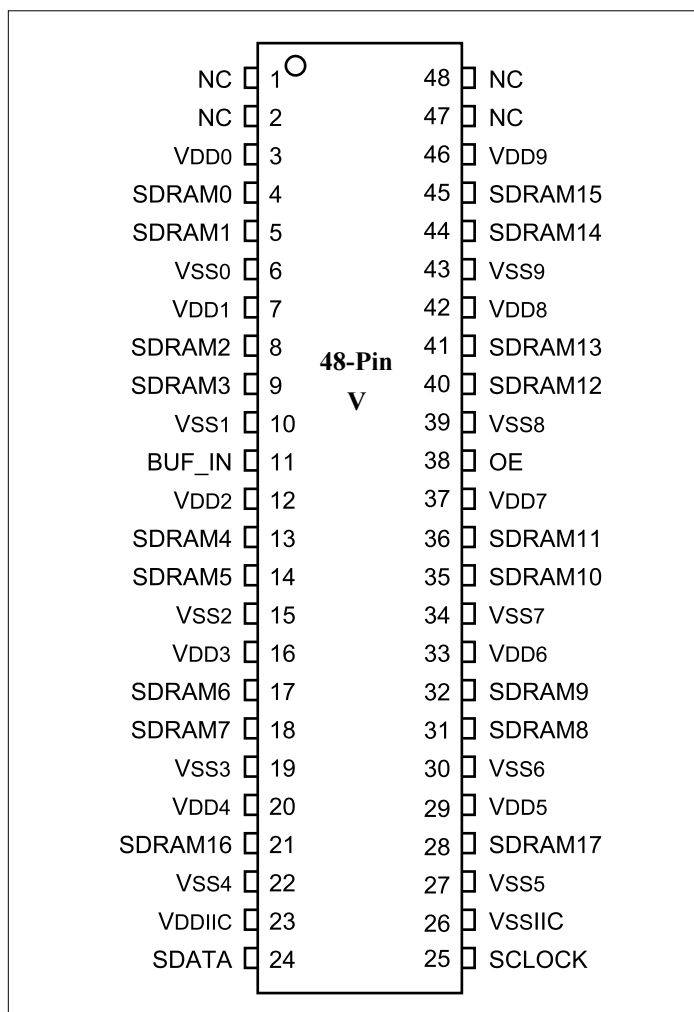 NC 1 48 NC
NC 2 47 NC
VDD0 3 46 VDD9
SDRAM0 4 45 SDRAM15
SDRAM1 5 44 SDRAM14
VSS0 6 43 VSS9
VDD1 7 42 VDD8
SDRAM2 8 41 SDRAM13
48-Pin
SDRAM3 9 40 SDRAM12
V
VSS1 10 39 VSS8
BUF_IN 11 38 OE
VDD2 12 37 VDD7
SDRAM4 13 36 SDRAM11
SDRAM5 14 35 SDRAM10
VSS2 15 34 VSS7
VDD3 16 33 VDD6
SDRAM6 17 32 SDRAM9
SDRAM7 18 31 SDRAM8
VSS3 19 30 VSS6
VDD4 20 29 VDD5
SDRAM16 21 28 SDRAM17
VSS4 22 27 VSS5
VDDIIC 23 26 VSSIIC
SDATA 24 25 SCLOCK